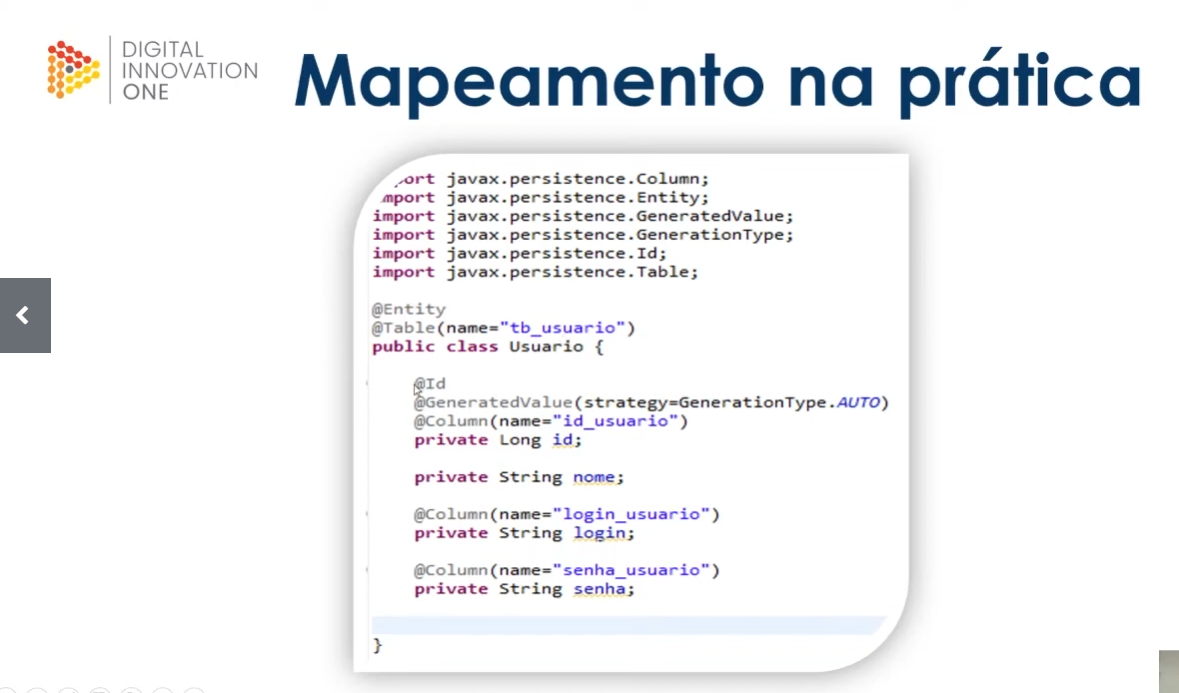 DIGITAL
INNOVATION
ONE
Mapeamento na prática
port javax.persistence.Column;
mport javax.persistence.Entity;
import javax.persistence.GeneratedValue;
import javax.persistence.GenerationType;
import javax.persistence.Id;
import javax.persistence.Table;
@Entity
@Table(name="tb_usuario")
public class Usuario {
@Id
@GeneratedValue(strategy=GenerationType.AUTO)
@Column(name="id_usuario")
private Long id;
private String nome;
@Column(name="login_usuario")
private String login;
@Column(name="senha_usuario")
private String senha;
}